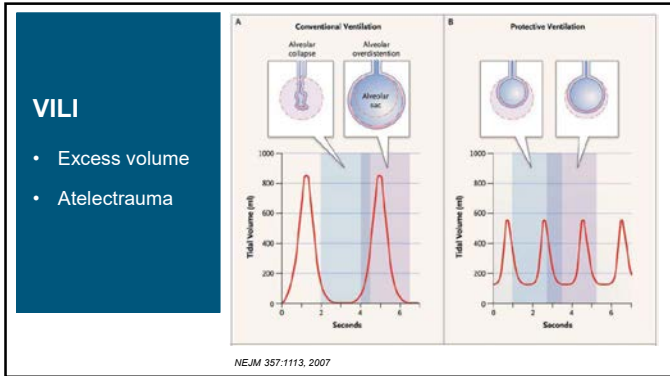 VILI
• Excess volume
• Atelectrauma
A
Conventional Ventilation
Alveolar
collapse
Alveolar
overdistention
Alveolar
sac
1000
800
600
400
200
0
Tidal Volume (ml)
0 2 4 6
Seconds
B
Protective Ventilation
1000
800
600
400
200
0
Tidal Volume (ml)
0 2 4 6
Seconds
NEJM 357:1113, 2007